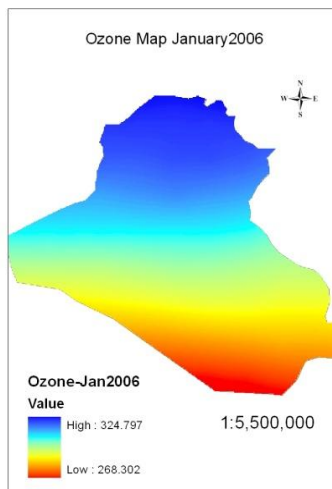 Ozone Map January2006
N
W E
S
Ozone-Jan2006
Value
High : 324.797
Low : 268.302
1:5,500,000